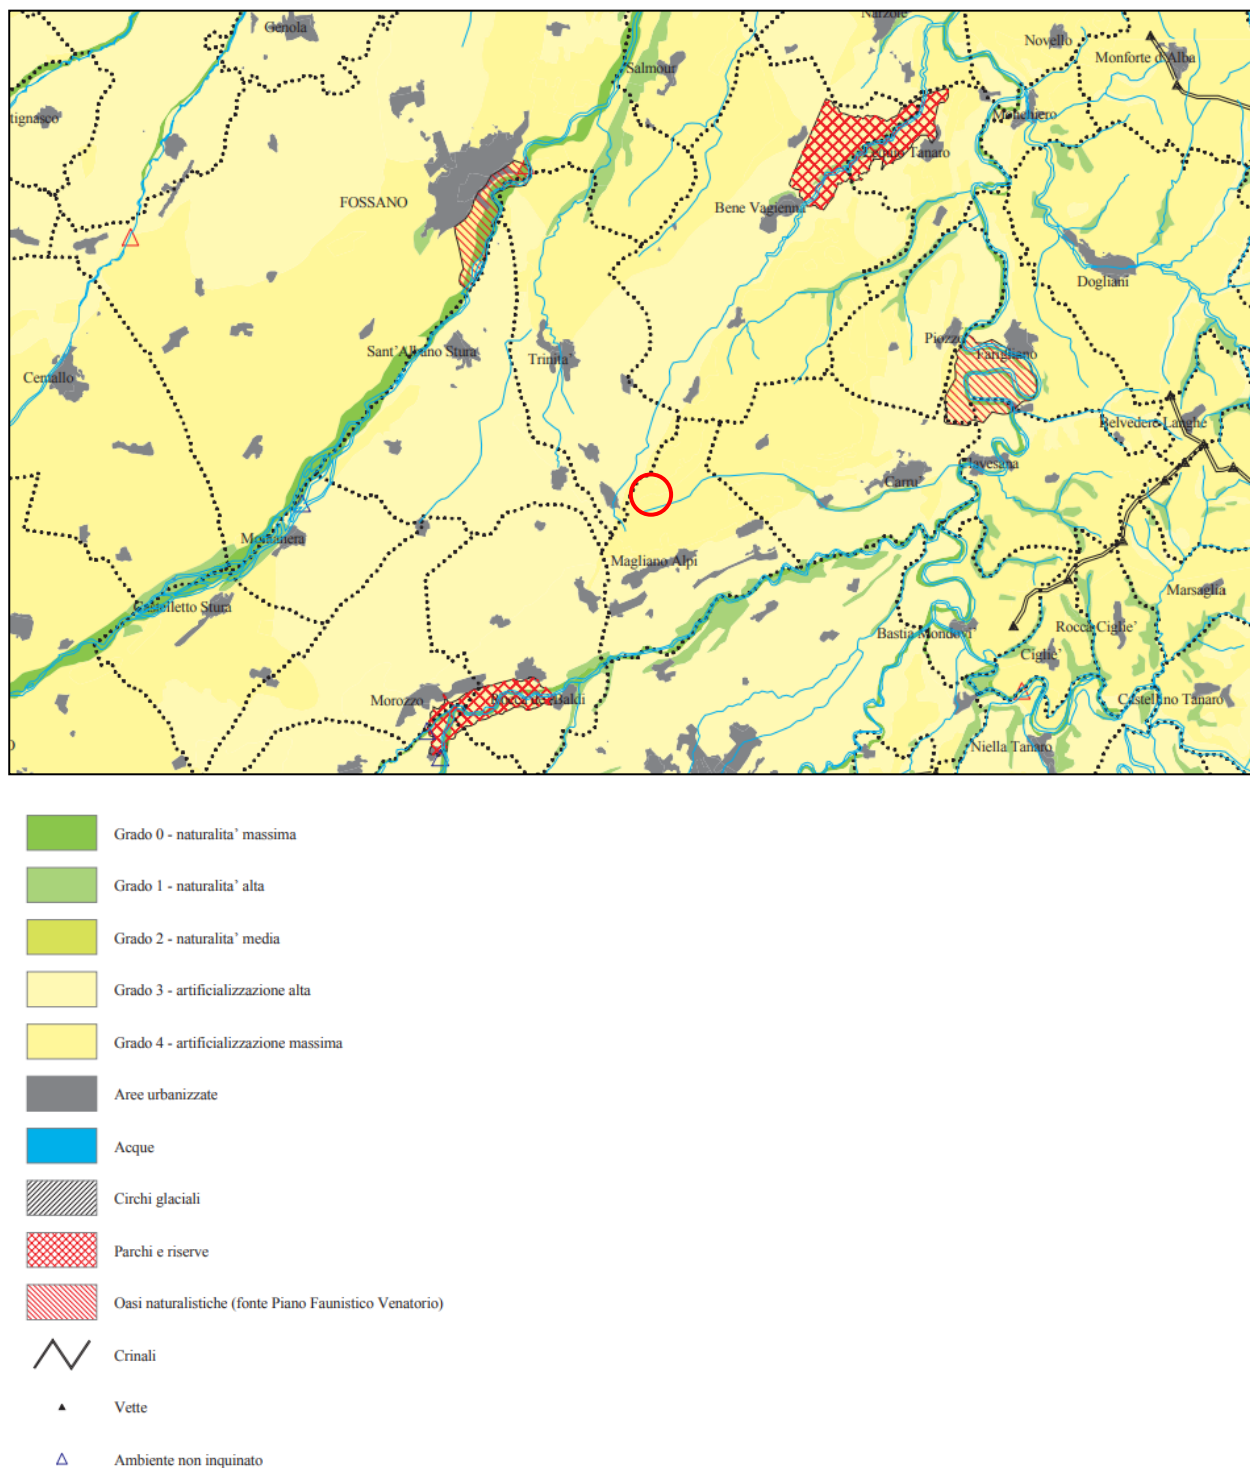 Genola
Narzole
Novello
Monforte d'Alba
Salmour
tignasco
Monchiero
Tanaro
FOSSANO
Bene Vagienna
Dogliani
Piozzo
Farigliano
Sant'Albano Stura
Trinita'
Belvedere Langhe
Carru'
Clavesana
Magliano Alpi
Castelletto Stura
Marsaglia
Bastia Mondovi'
Rocca Ciglie'
Ciglie'
Morozzo
Rocca de' Baldi
Castellino Tanaro
Niella Tanaro
Grado 0 - naturalita' massima
Grado 1 - naturalita' alta
Grado 2 - naturalita' media
Grado 3 - artificializzazione alta
Grado 4 - artificializzazione massima
Aree urbanizzate
Acque
Circhi glaciali
Parchi e riserve
Oasi naturalistiche (fonte Piano Faunistico Venatorio)
Crinali
Vette
Ambiente non inquinato